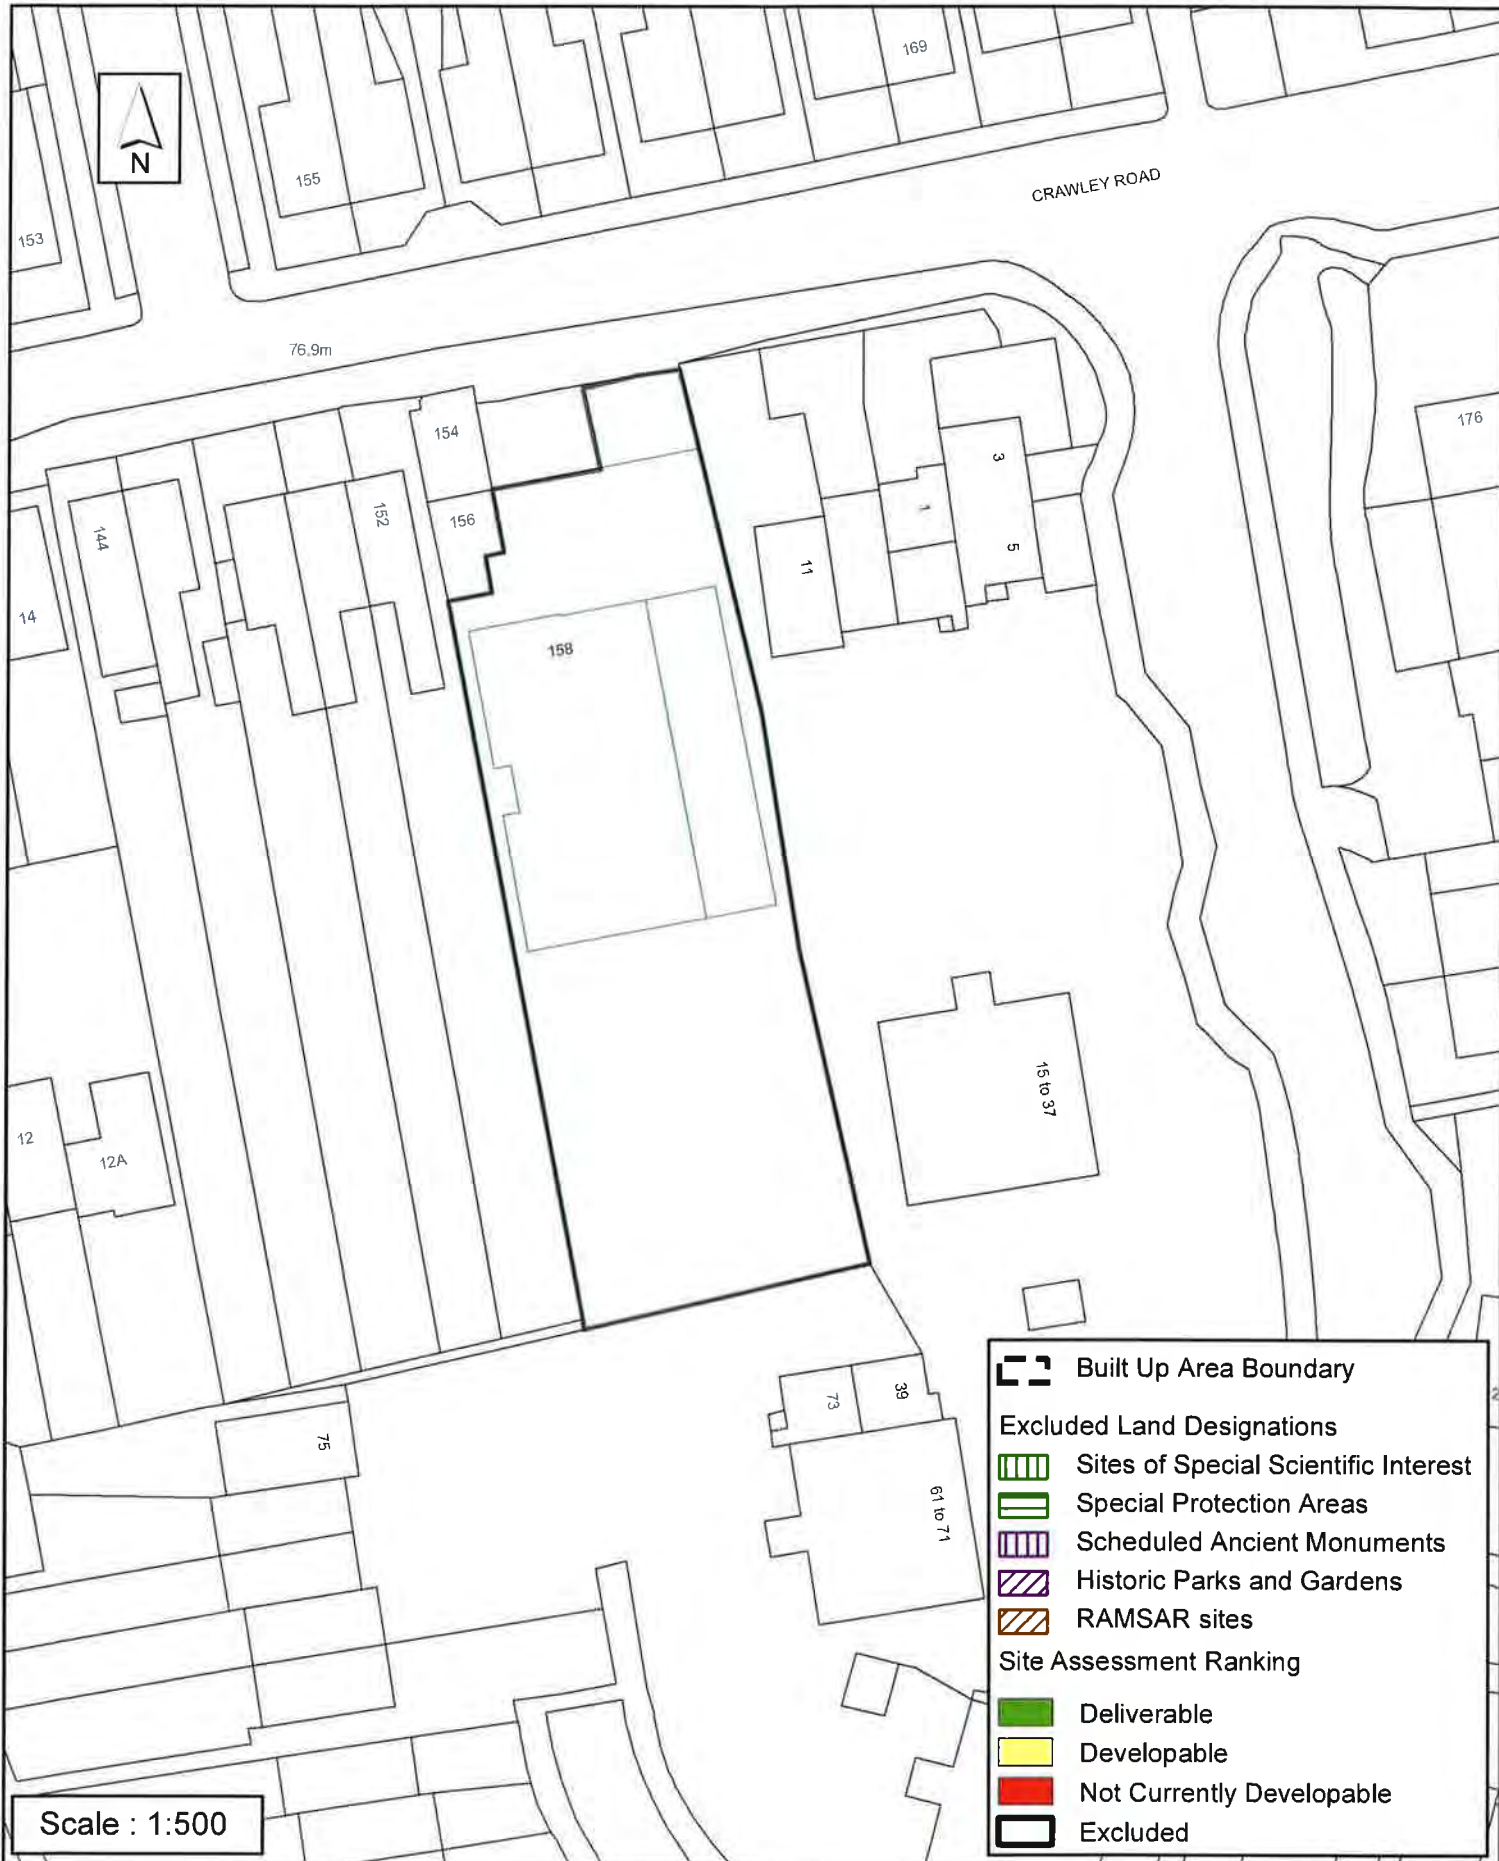 169
N
155
CRAWLEY ROAD
153
76.9m
154
176
3
152
156
1
144
5
11
14
158
15 to 37
12
12A
Built Up Area Boundary
39
73
Excluded Land Designations
75
Sites of Special Scientific Interest
61 to 71
Special Protection Areas
Scheduled Ancient Monuments
Historic Parks and Gardens
RAMSAR sites
Site Assessment Ranking
Deliverable
Developable
Not Currently Developable
Scale : 1:500
Excluded